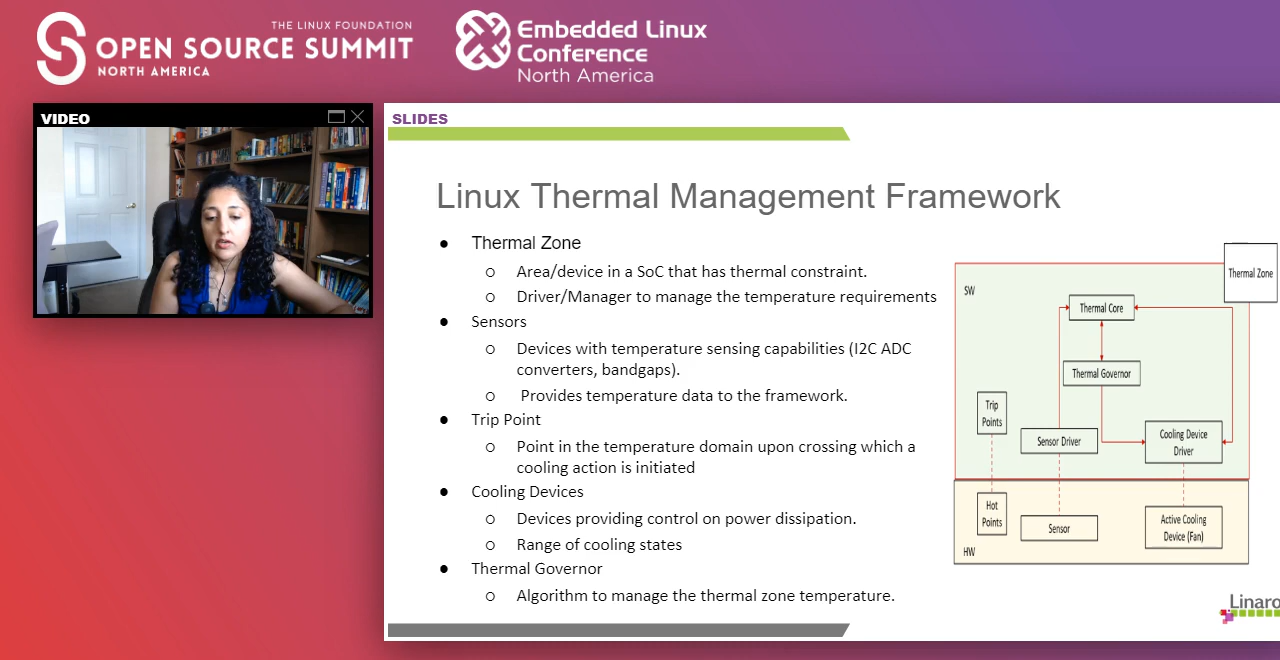 THE LINUX FOUNDATION
OPEN SOURCE SUMMIT
NORTH AMERICA
Embedded Linux
Conference
North America
VIDEO
SLIDES
Linux Thermal Management Framework
● Thermal Zone
○ Area/device in a SoC that has thermal constraint.
○ Driver/Manager to manage the temperature requirements
● Sensors
○ Devices with temperature sensing capabilities (I2C ADC
converters, bandgaps).
○ Provides temperature data to the framework.
● Trip Point
○ Point in the temperature domain upon crossing which a
cooling action is initiated
● Cooling Devices
○ Devices providing control on power dissipation.
○ Range of cooling states
● Thermal Governor
○ Algorithm to manage the thermal zone temperature.
Thermal Zone
SW
Thermal Core
Thermal Governor
Trip
Points
Sensor Driver
Cooling Device
Driver
Hot
Points
Sensor
Active Cooling
Device (Fan)
HW
Linaro